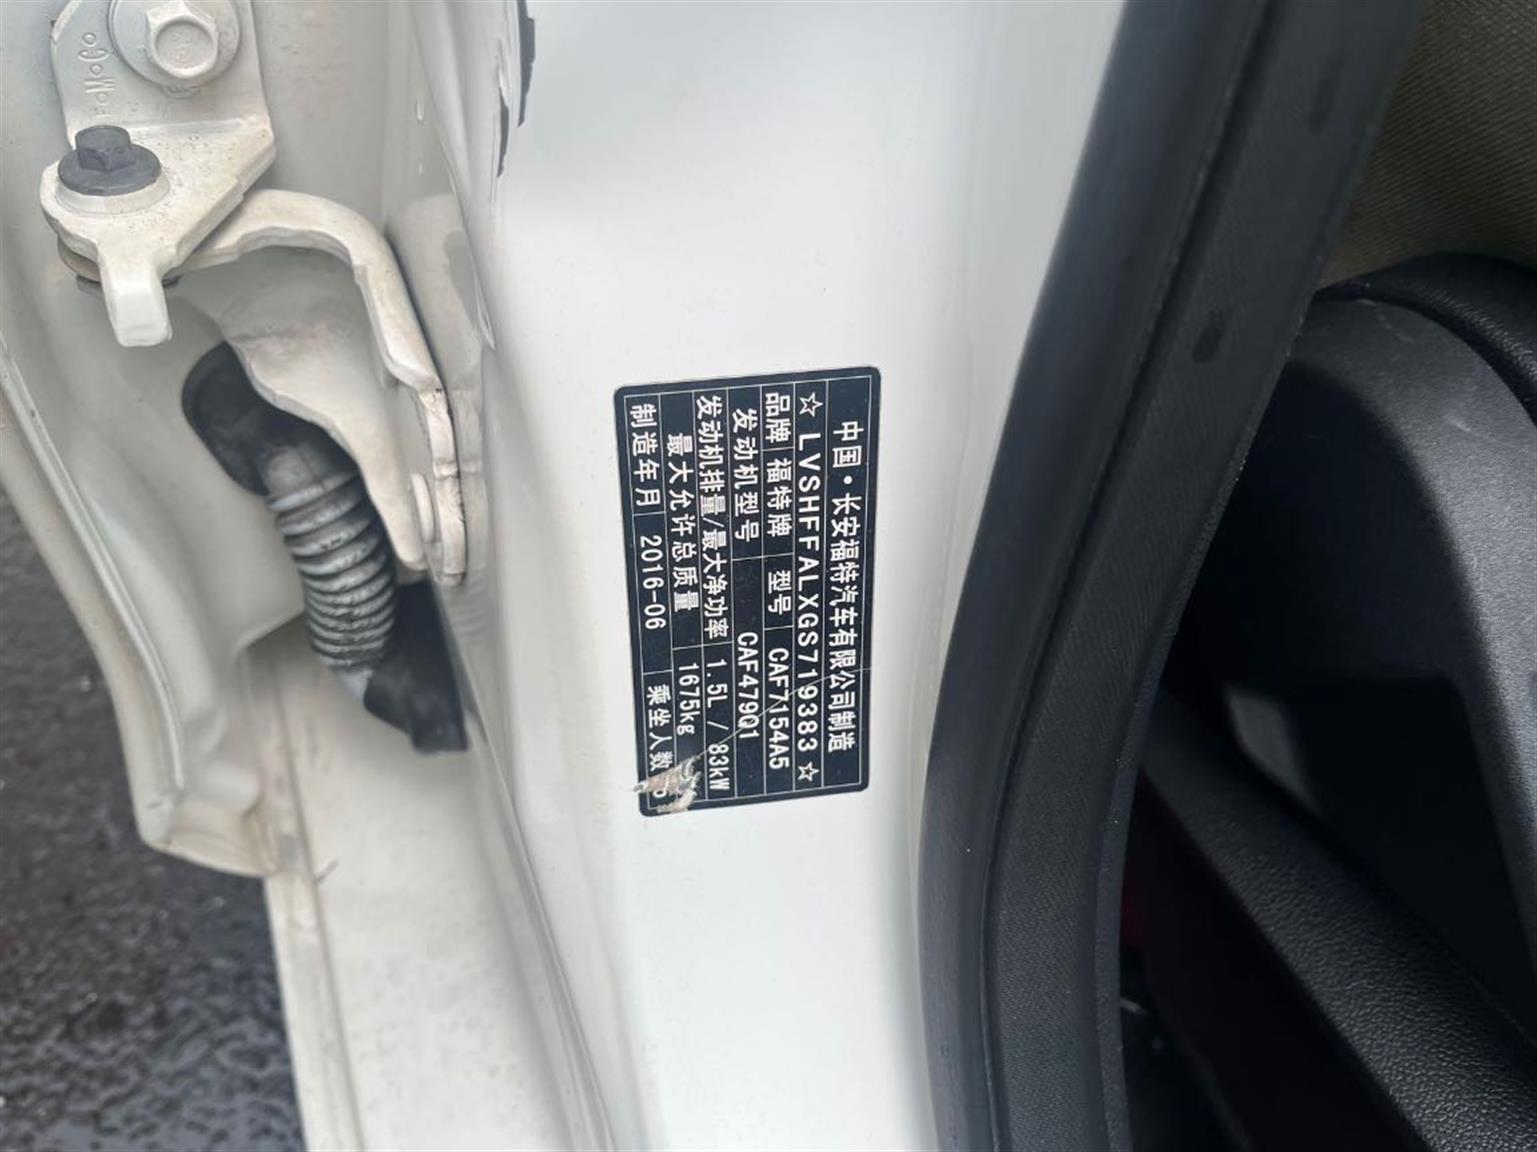 FoMoCo
中国·长安福特汽车有限公司制造
☆LVSHFFALXGS719383☆
品牌 福特牌 型号 CAF7154A5
发动机型号 CAF479Q1
发动机排量/最大净功率 1.5L / 83kW
最大允许总质量 1675kg
制造年月 2016-06 乘坐人数